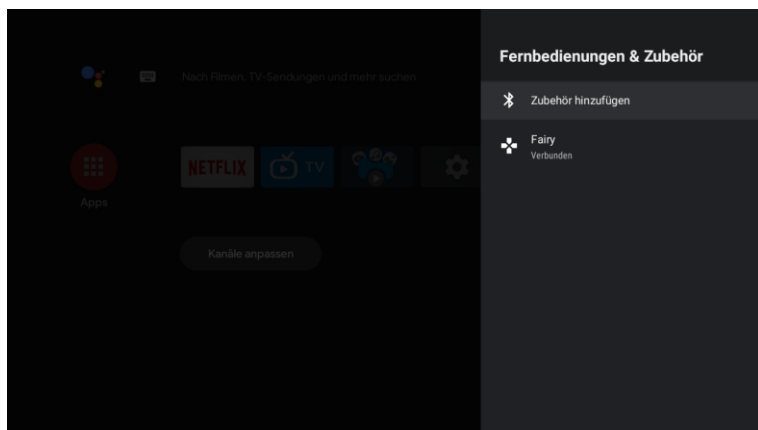 Nach Filmen, TV-Sendungen und mehr suchen
NETFLIX
TV
Apps
Kanäle anpassen
Fernbedienungen & Zubehör
Zubehör hinzufügen
Fairy
Verbunden